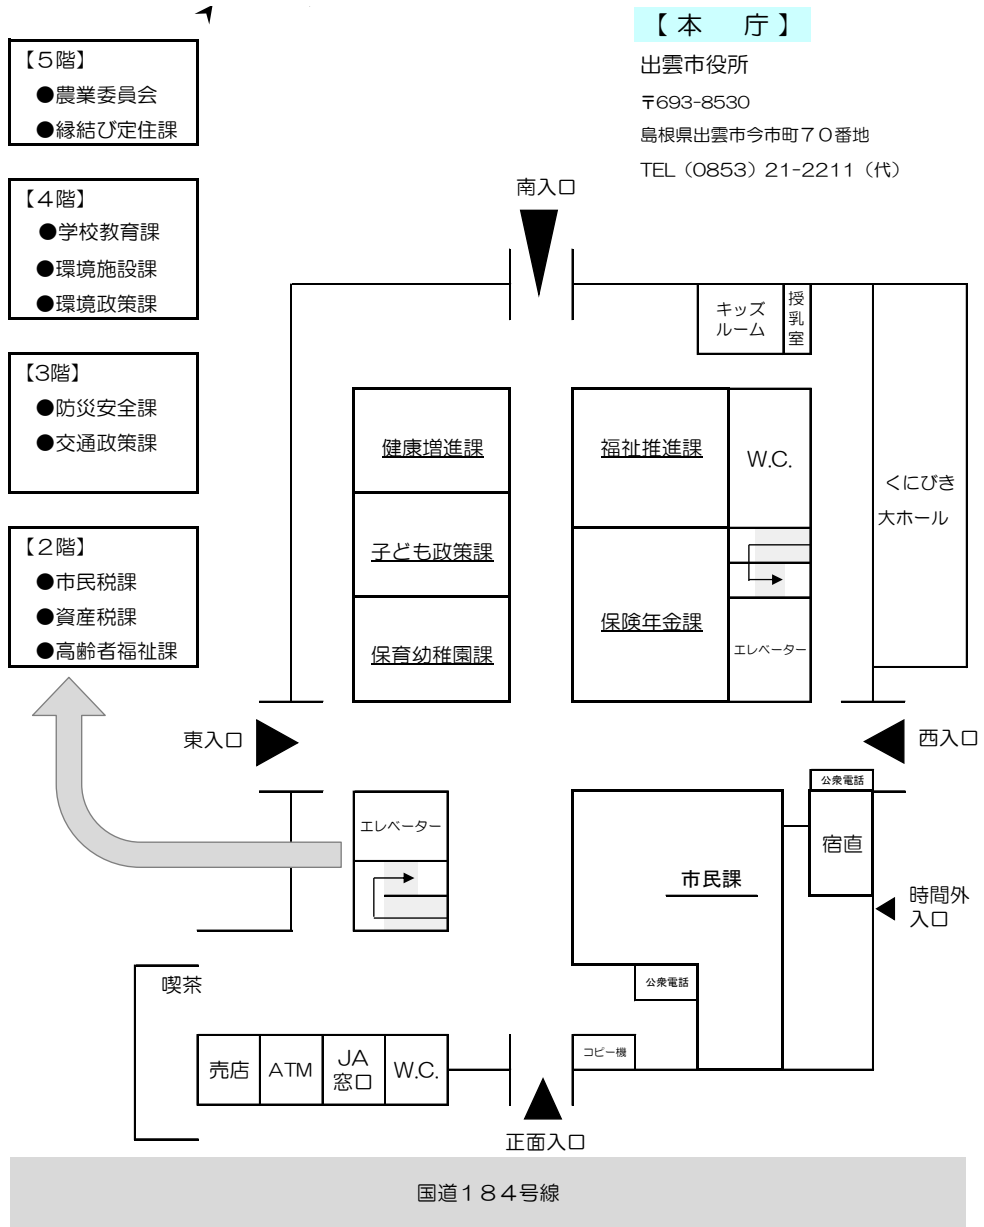 【本　庁】
出雲市役所
〒693-8530
島根県出雲市今市町７０番地
TEL（0853）21-2211（代）
【5階】
●農業委員会
●縁結び定住課
【4階】
●学校教育課
●環境施設課
●環境政策課
【3階】
●防災安全課
●交通政策課
【2階】
●市民税課
●資産税課
●高齢者福祉課
南入口
キッズ
ルーム
授
乳
室
健康増進課
福祉推進課
W.C.
くにびき
大ホール
子ども政策課
保険年金課
保育幼稚園課
エレベーター
東入口
西入口
公衆電話
エレベーター
宿直
市民課
時間外
入口
喫茶
公衆電話
コピー機
売店
ATM
JA
窓口
W.C.
正面入口
国道１８４号線